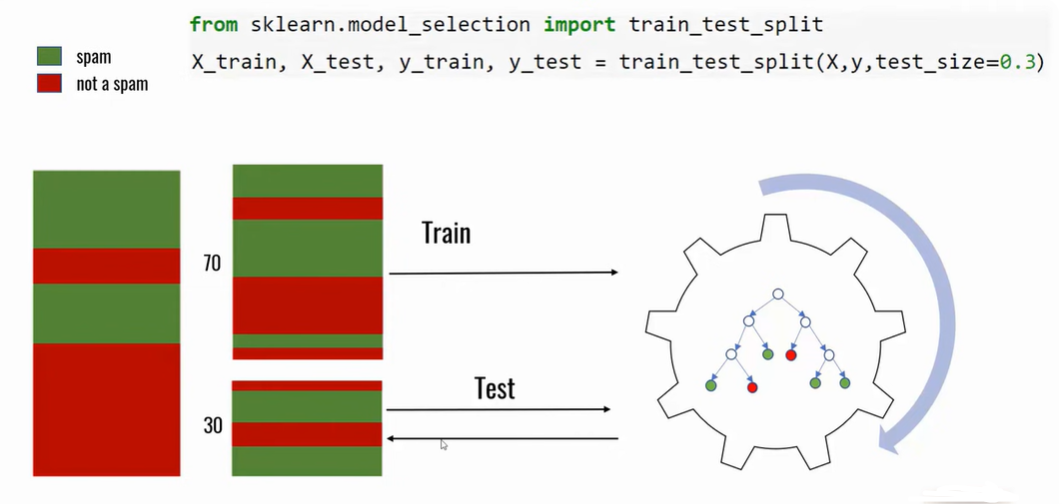 from sklearn.model_selection import train_test_split
X_train, X_test, y_train, y_test = train_test_split(X,y,test_size=0.3)
spam
not a spam
Train
70
Test
30